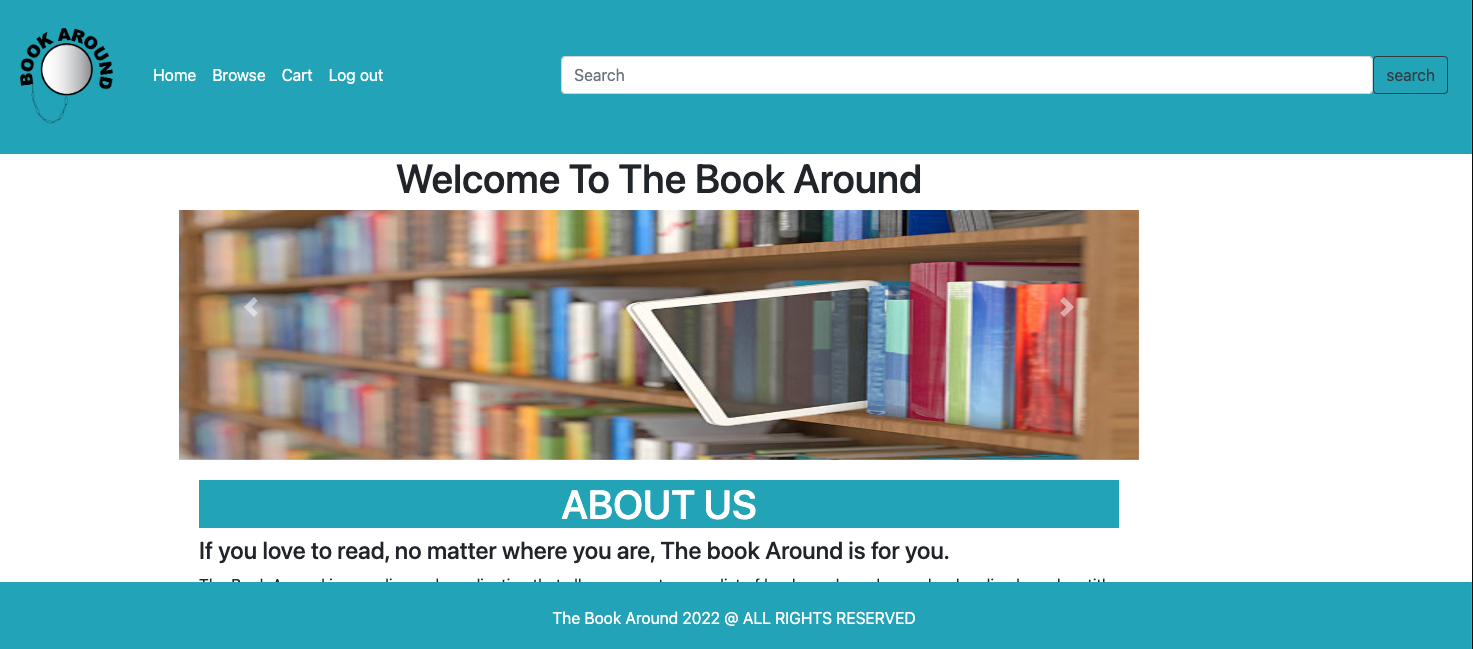 BOOK AROUND
Home Browse Cart Log out
Search
search
Welcome To The Book Around
ABOUT US
If you love to read, no matter where you are, The book Around is for you.
The Book Around 2022 @ ALL RIGHTS RESERVED